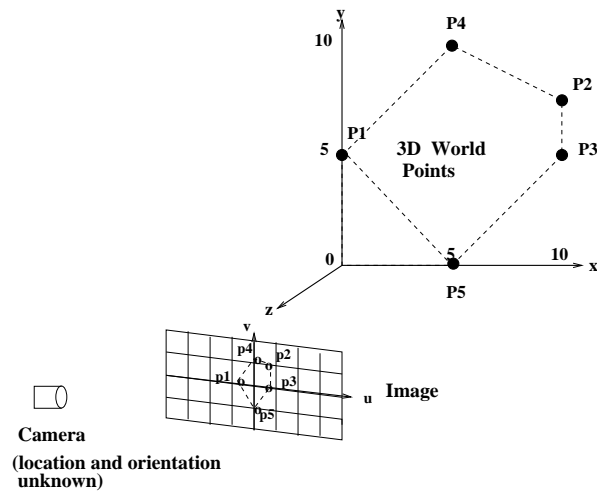 y
P4
10
P2
P1
5
3D World
Points
P3
0
5
10
x
P5
z
v
p4
p2
p1
p3
u
Image
p5
Camera
(location and orientation
unknown)